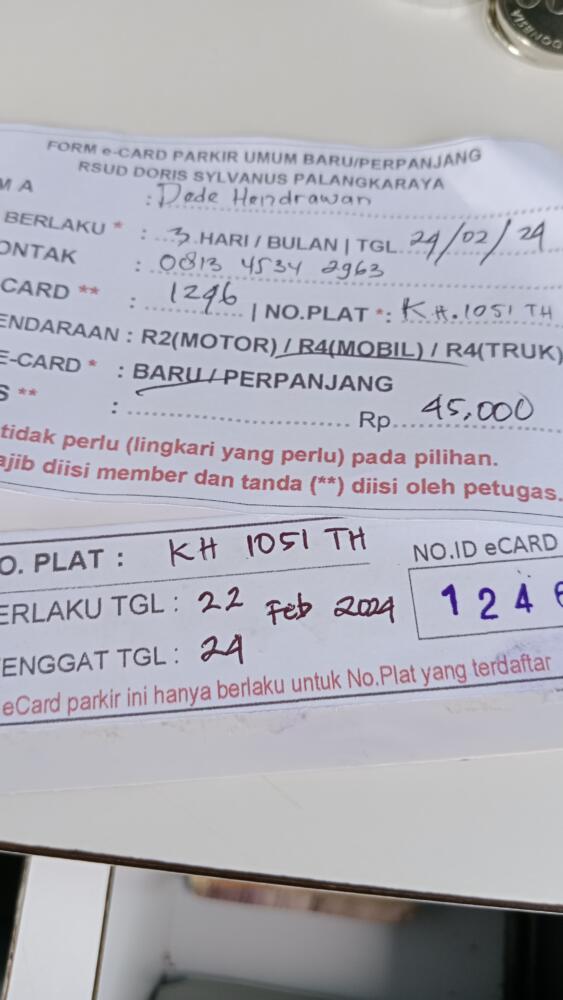 FORM e-CARD PARKIR UMUM BARU/PERPANJANG
RSUD DORIS SYLVANUS PALANGKARAYA
MA : Dede Hendrawan
BERLAKU * : 3 HARI / BULAN | TGL 24/02/24
ONTAK : 0813 4534 2963
CARD ** : 1246 | NO.PLAT *: KH.1051 TH
ENDARAAN : R2(MOTOR) / R4(MOBIL) / R4(TRUK)
E-CARD * : BARU / PERPANJANG
S ** : Rp 45,000
tidak perlu (lingkari yang perlu) pada pilihan.
ajib diisi member dan tanda (**) diisi oleh petugas.
O. PLAT : KH 1051 TH
NO.ID eCARD
1246
ERLAKU TGL : 22 Feb 2024
ENGGAT TGL : 24
eCard parkir ini hanya berlaku untuk No.Plat yang terdaftar